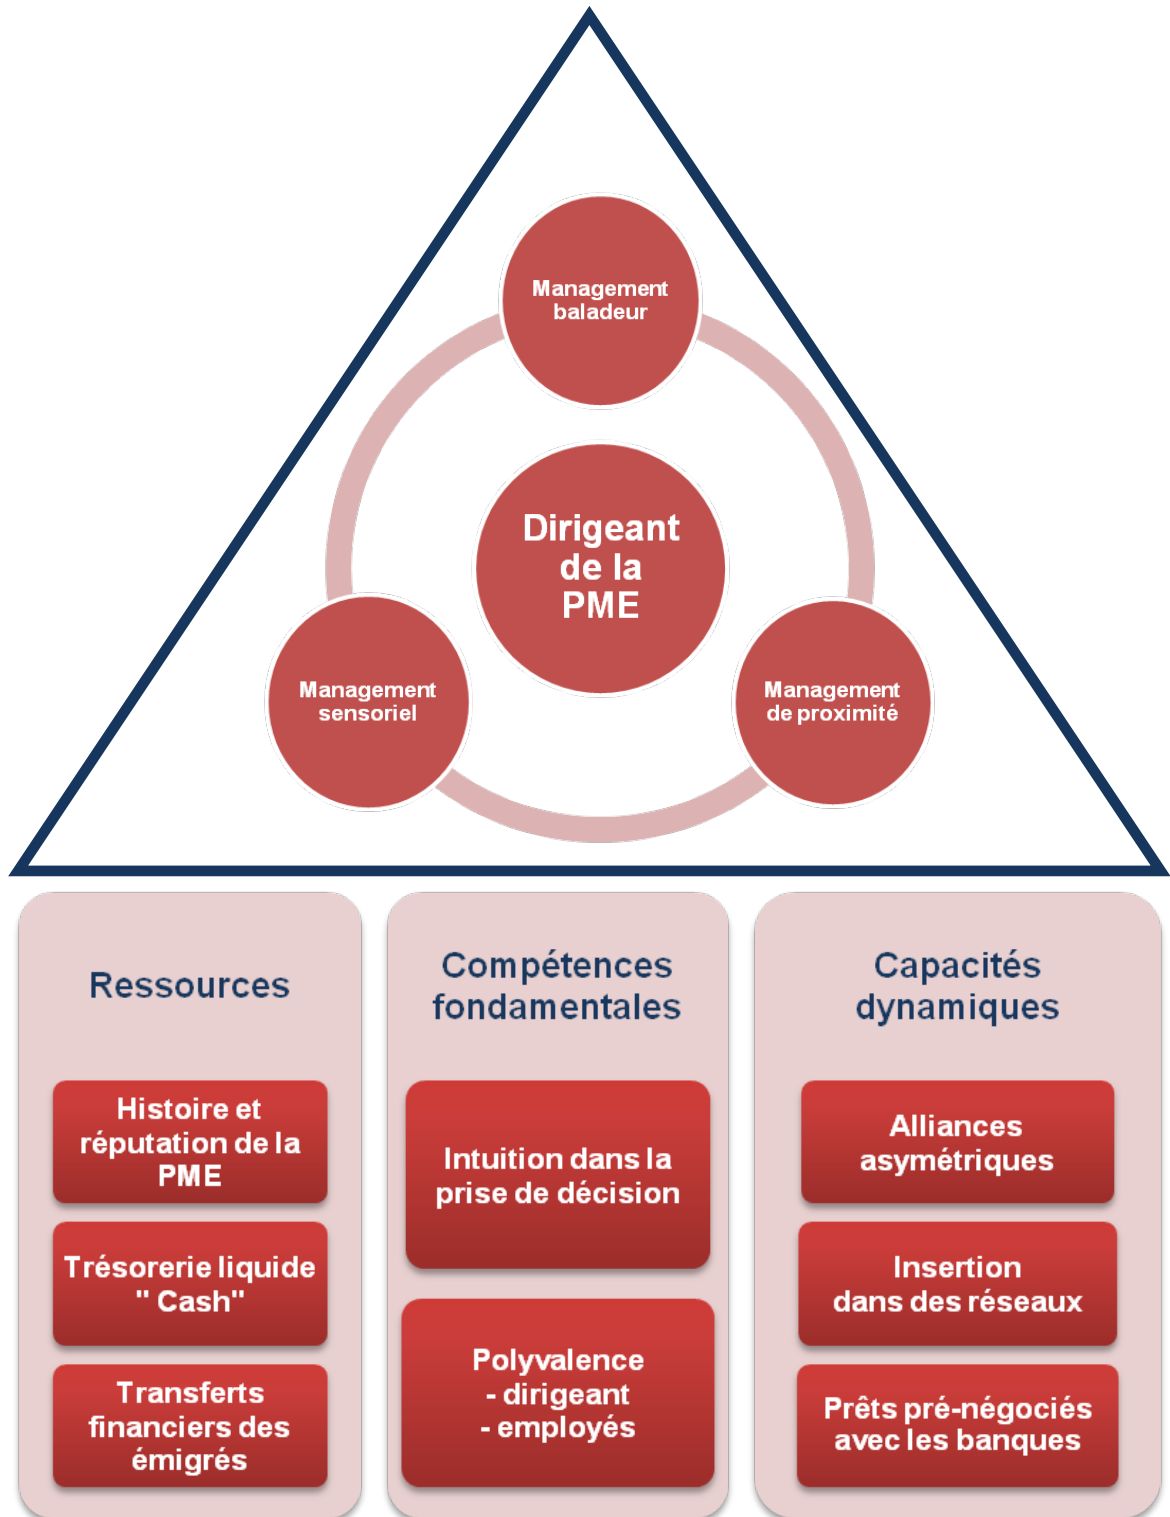 Management
baladeur
Dirigeant
de la
PME
Management
sensoriel
Management
de proximité
Ressources
Histoire et
réputation de la
PME
Trésorerie liquide
" Cash"
Transferts
financiers des
émigrés
Compétences
fondamentales
Intuition dans la
prise de décision
Polyvalence
- dirigeant
- employés
Capacités
dynamiques
Alliances
asymétriques
Insertion
dans des réseaux
Prêts pré-négociés
avec les banques